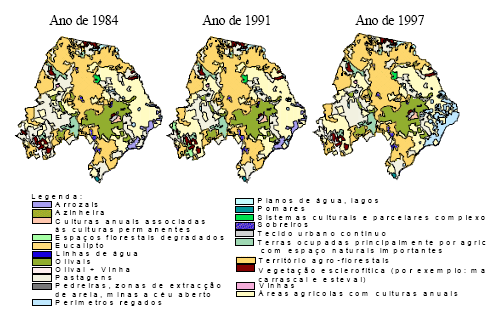 Ano de 1984
Ano de 1991
Ano de 1997
Legenda:
Arrozais
Azinheira
Culturas anuais associadas
às culturas permanentes
Espaços florestais degradados
Eucalipto
Linhas de água
Olivais
Olival + Vinha
Pastagens
Pedreiras, zonas de extracção
de areia, minas a céu aberto
Perímetros regados
Planos de água, lagos
Pomares
Sistemas culturais e parcelares complexo
Sobreiros
Tecido urbano contínuo
Terras ocupadas principalmente por agric
com espaço naturais importantes
Território agro-florestais
Vegetação esclerofítica (por exemplo: ma
carrascal e esteval)
Vinhas
Áreas agrícolas com culturas anuais